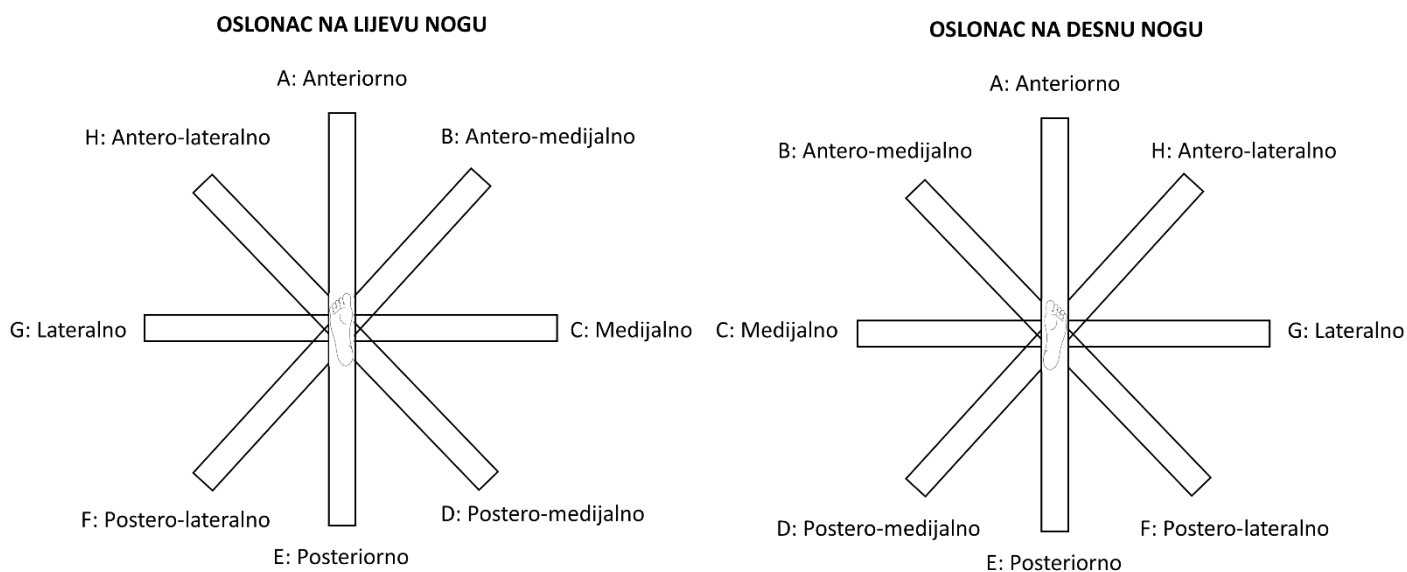 OSLONAC NA LIJEVU NOGU
A: Anteriorno
H: Antero-lateralno
B: Antero-medijalno
G: Lateralno
C: Medijalno
F: Postero-lateralno
D: Postero-medijalno
E: Posteriorno
OSLONAC NA DESNU NOGU
A: Anteriorno
B: Antero-medijalno
H: Antero-lateralno
C: Medijalno
G: Lateralno
D: Postero-medijalno
F: Postero-lateralno
E: Posteriorno